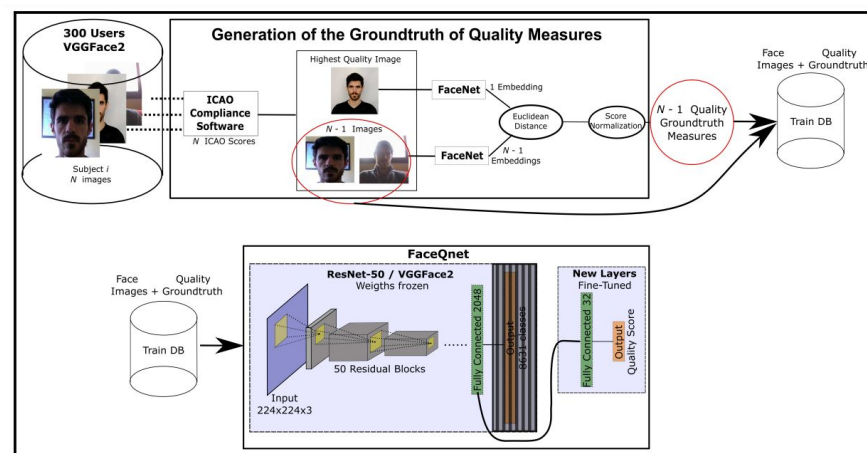 300 Users
VGGFace2
Subject i
N images
Generation of the Groundtruth of Quality Measures
ICAO
Compliance
Software
N ICAO Scores
Highest Quality Image
N - 1 Images
FaceNet
1 Embedding
FaceNet
N - 1
Embeddings
Euclidean
Distance
Score
Normalization
N - 1 Quality
Groundtruth
Measures
Face Quality
Images + Groundtruth
Train DB
Face Quality
Images + Groundtruth
Train DB
FaceQnet
ResNet-50 / VGGFace2
Weigths frozen
Input
224x224x3
50 Residual Blocks
Fully Connected 2048
Output
8631 classes
New Layers
Fine-Tuned
Fully Connected 32
Output
Quality Score